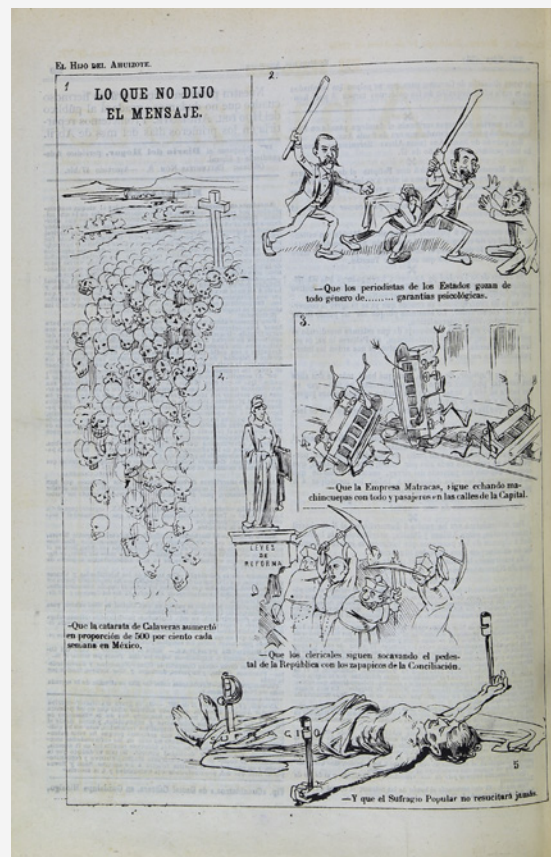 EL HIJO DEL AHUIZOTE.
1
LO QUE NO DIJO
EL MENSAJE.
-Que la catarata de Calaveras aumentó
en proporción de 500 por ciento cada
semana en México.
2.
—Que los periodistas de los Estados gozan de
todo género de......... garantías psicológicas.
3.
—Que la Empresa Matracas, sigue echando ma-
chincuepas con todo y pasajeros en las calles de la Capital.
4
LEYES
DE
REFORMA
—Que los clericales siguen socavando el pedes-
tal de la República con los zapapicos de la Conciliación.
SUFRAGIO
5
—Y que el Sufragio Popular no resucitará jamás.